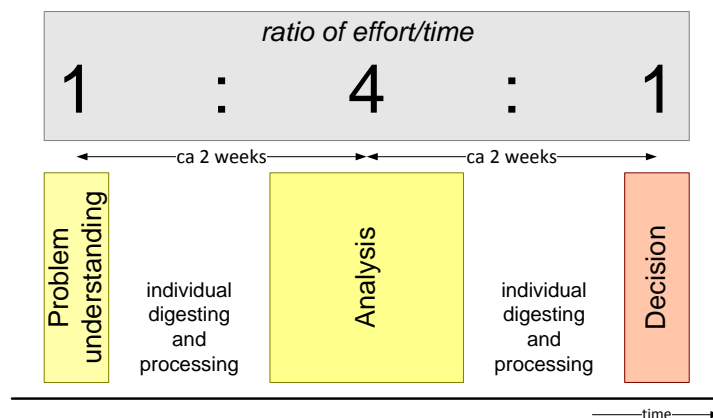 ratio of effort/time
1 : 4 : 1
ca 2 weeks ca 2 weeks
Problem
understanding
individual
digesting
and
processing
Analysis
individual
digesting
and
processing
Decision
time